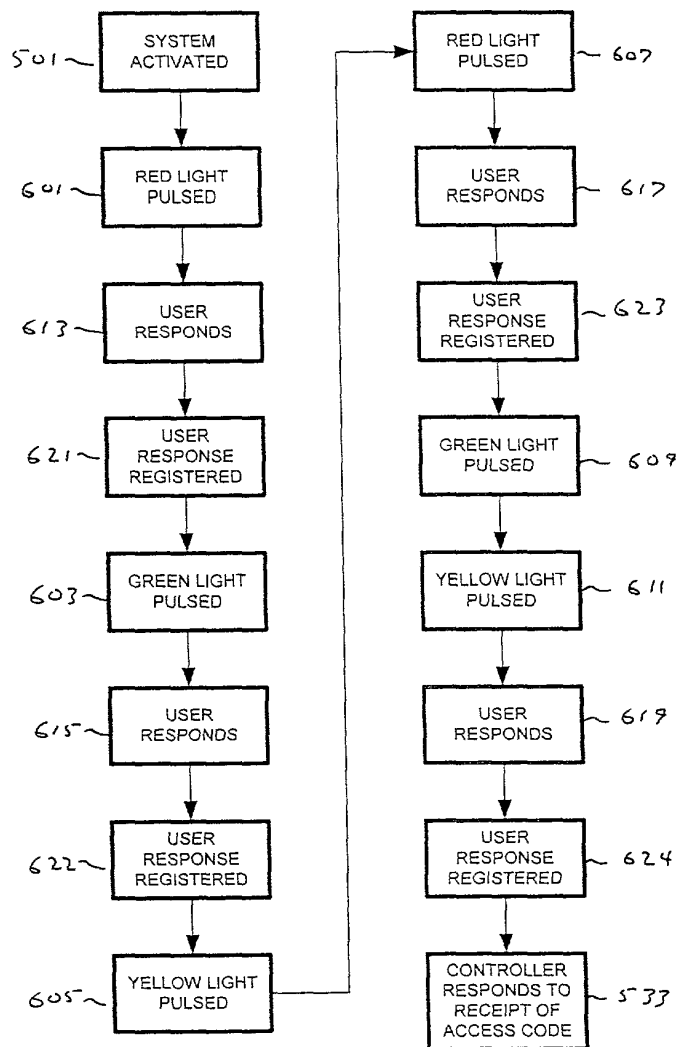 501
SYSTEM
ACTIVATED
601
RED LIGHT
PULSED
613
USER
RESPONDS
621
USER
RESPONSE
REGISTERED
603
GREEN LIGHT
PULSED
615
USER
RESPONDS
622
USER
RESPONSE
REGISTERED
605
YELLOW LIGHT
PULSED
RED LIGHT
PULSED
607
USER
RESPONDS
617
USER
RESPONSE
REGISTERED
623
GREEN LIGHT
PULSED
609
YELLOW LIGHT
PULSED
611
USER
RESPONDS
619
USER
RESPONSE
REGISTERED
624
CONTROLLER
RESPONDS TO
RECEIPT OF
ACCESS CODE
533